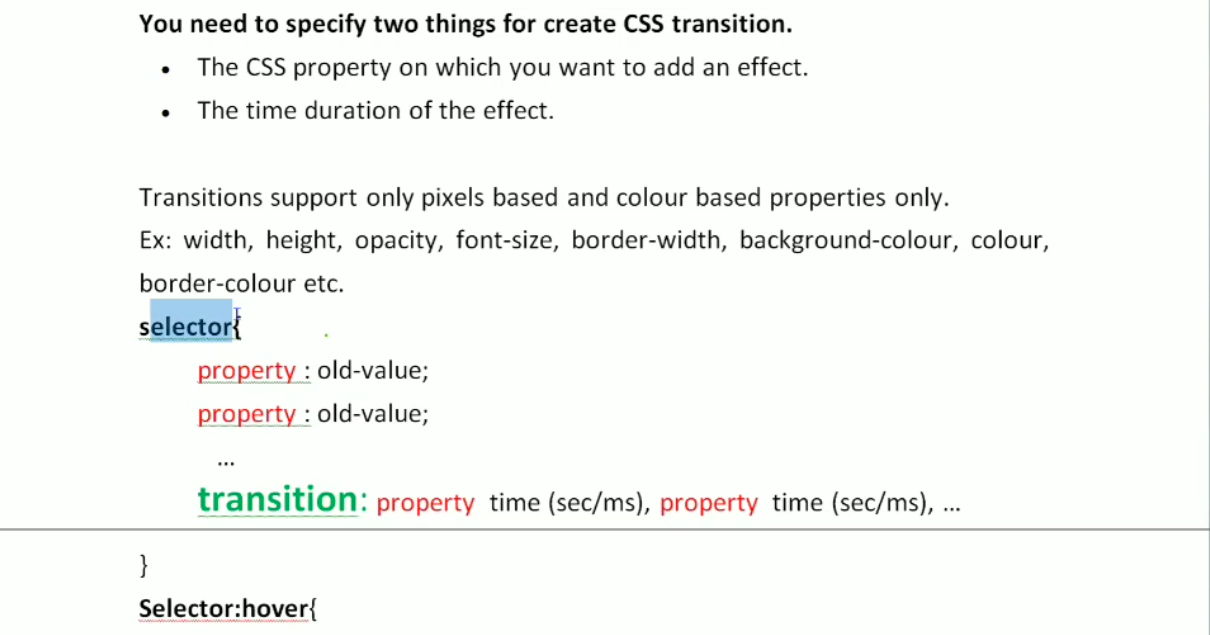 You need to specify two things for create CSS transition.
• The CSS property on which you want to add an effect.
• The time duration of the effect.
Transitions support only pixels based and colour based properties only.
Ex: width, height, opacity, font-size, border-width, background-colour, colour,
border-colour etc.
selector{
property : old-value;
property : old-value;
...
transition: property time (sec/ms), property time (sec/ms), ...
}
Selector:hover{